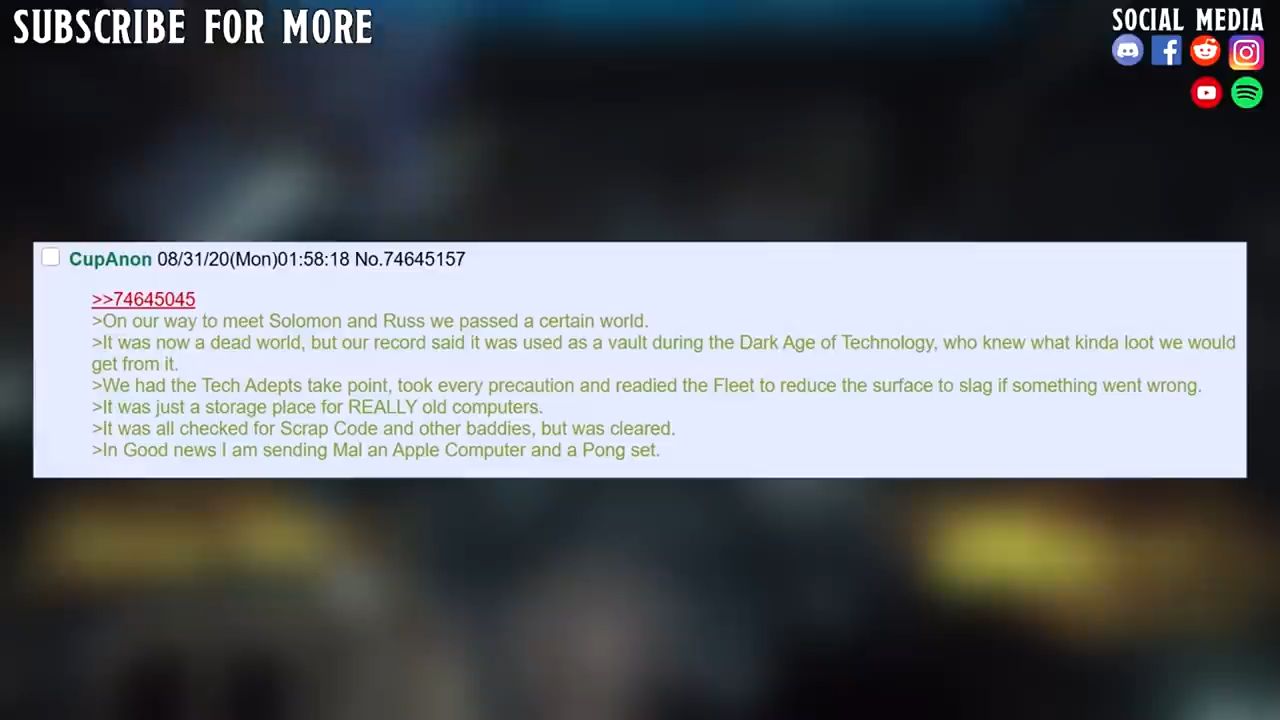 SUBSCRIBE FOR MORE
SOCIAL MEDIA
CupAnon 08/31/20(Mon)01:58:18 No.74645157
>>74645045
>On our way to meet Solomon and Russ we passed a certain world.
>It was now a dead world, but our record said it was used as a vault during the Dark Age of Technology, who knew what kinda loot we would
get from it.
>We had the Tech Adepts take point, took every precaution and readied the Fleet to reduce the surface to slag if something went wrong.
>It was just a storage place for REALLY old computers.
>It was all checked for Scrap Code and other baddies, but was cleared.
>In Good news I am sending Mal an Apple Computer and a Pong set.